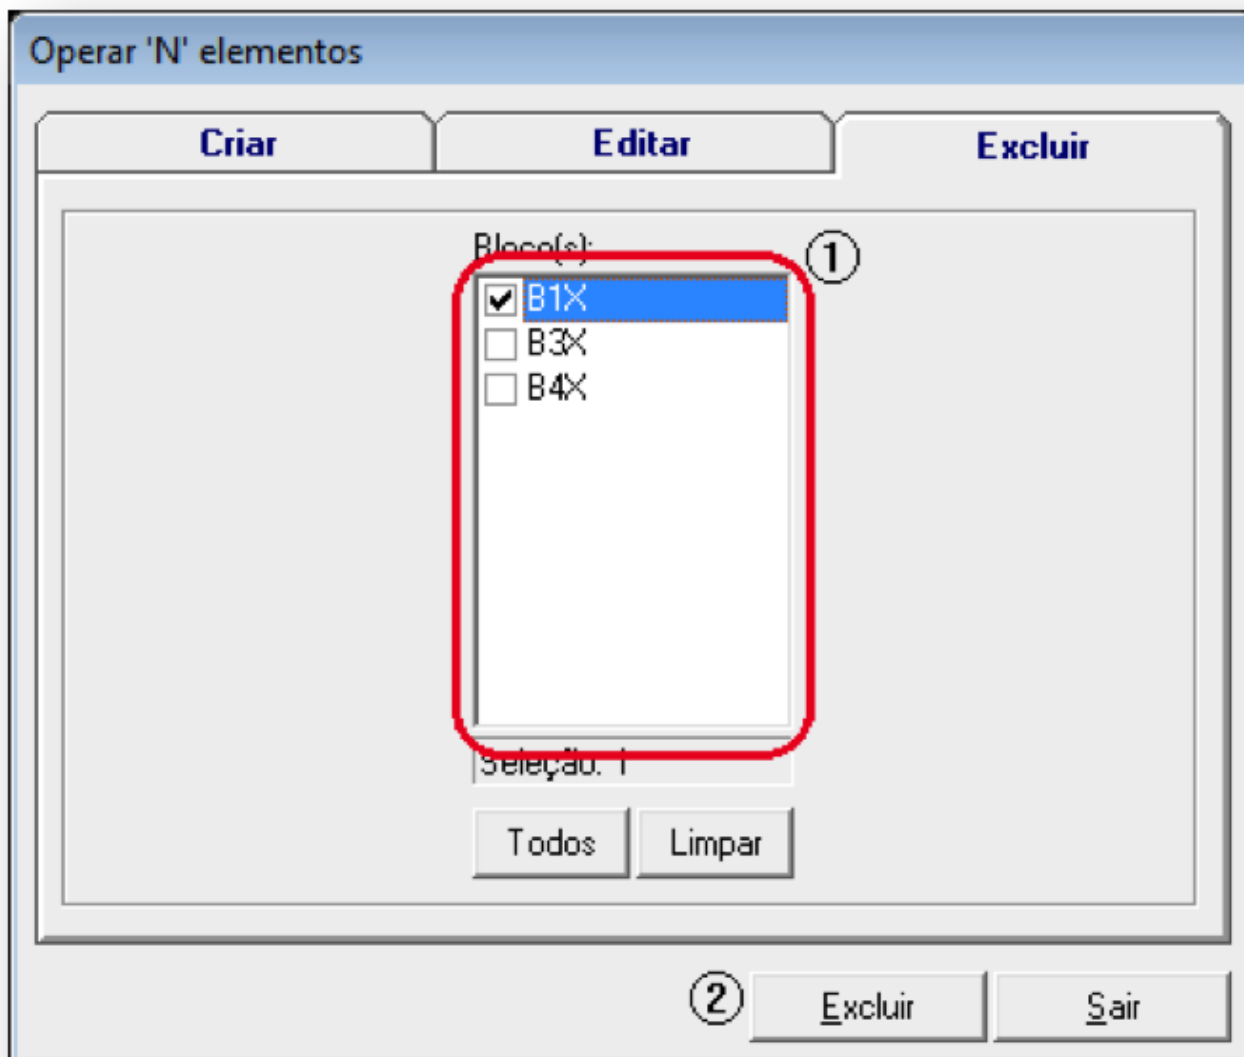 Operar 'N' elementos
Criar Editar Excluir
Bloco(s): ①
B1X
B3X
B4X
Seleção: 1
Todos Limpar
② Excluir Sair